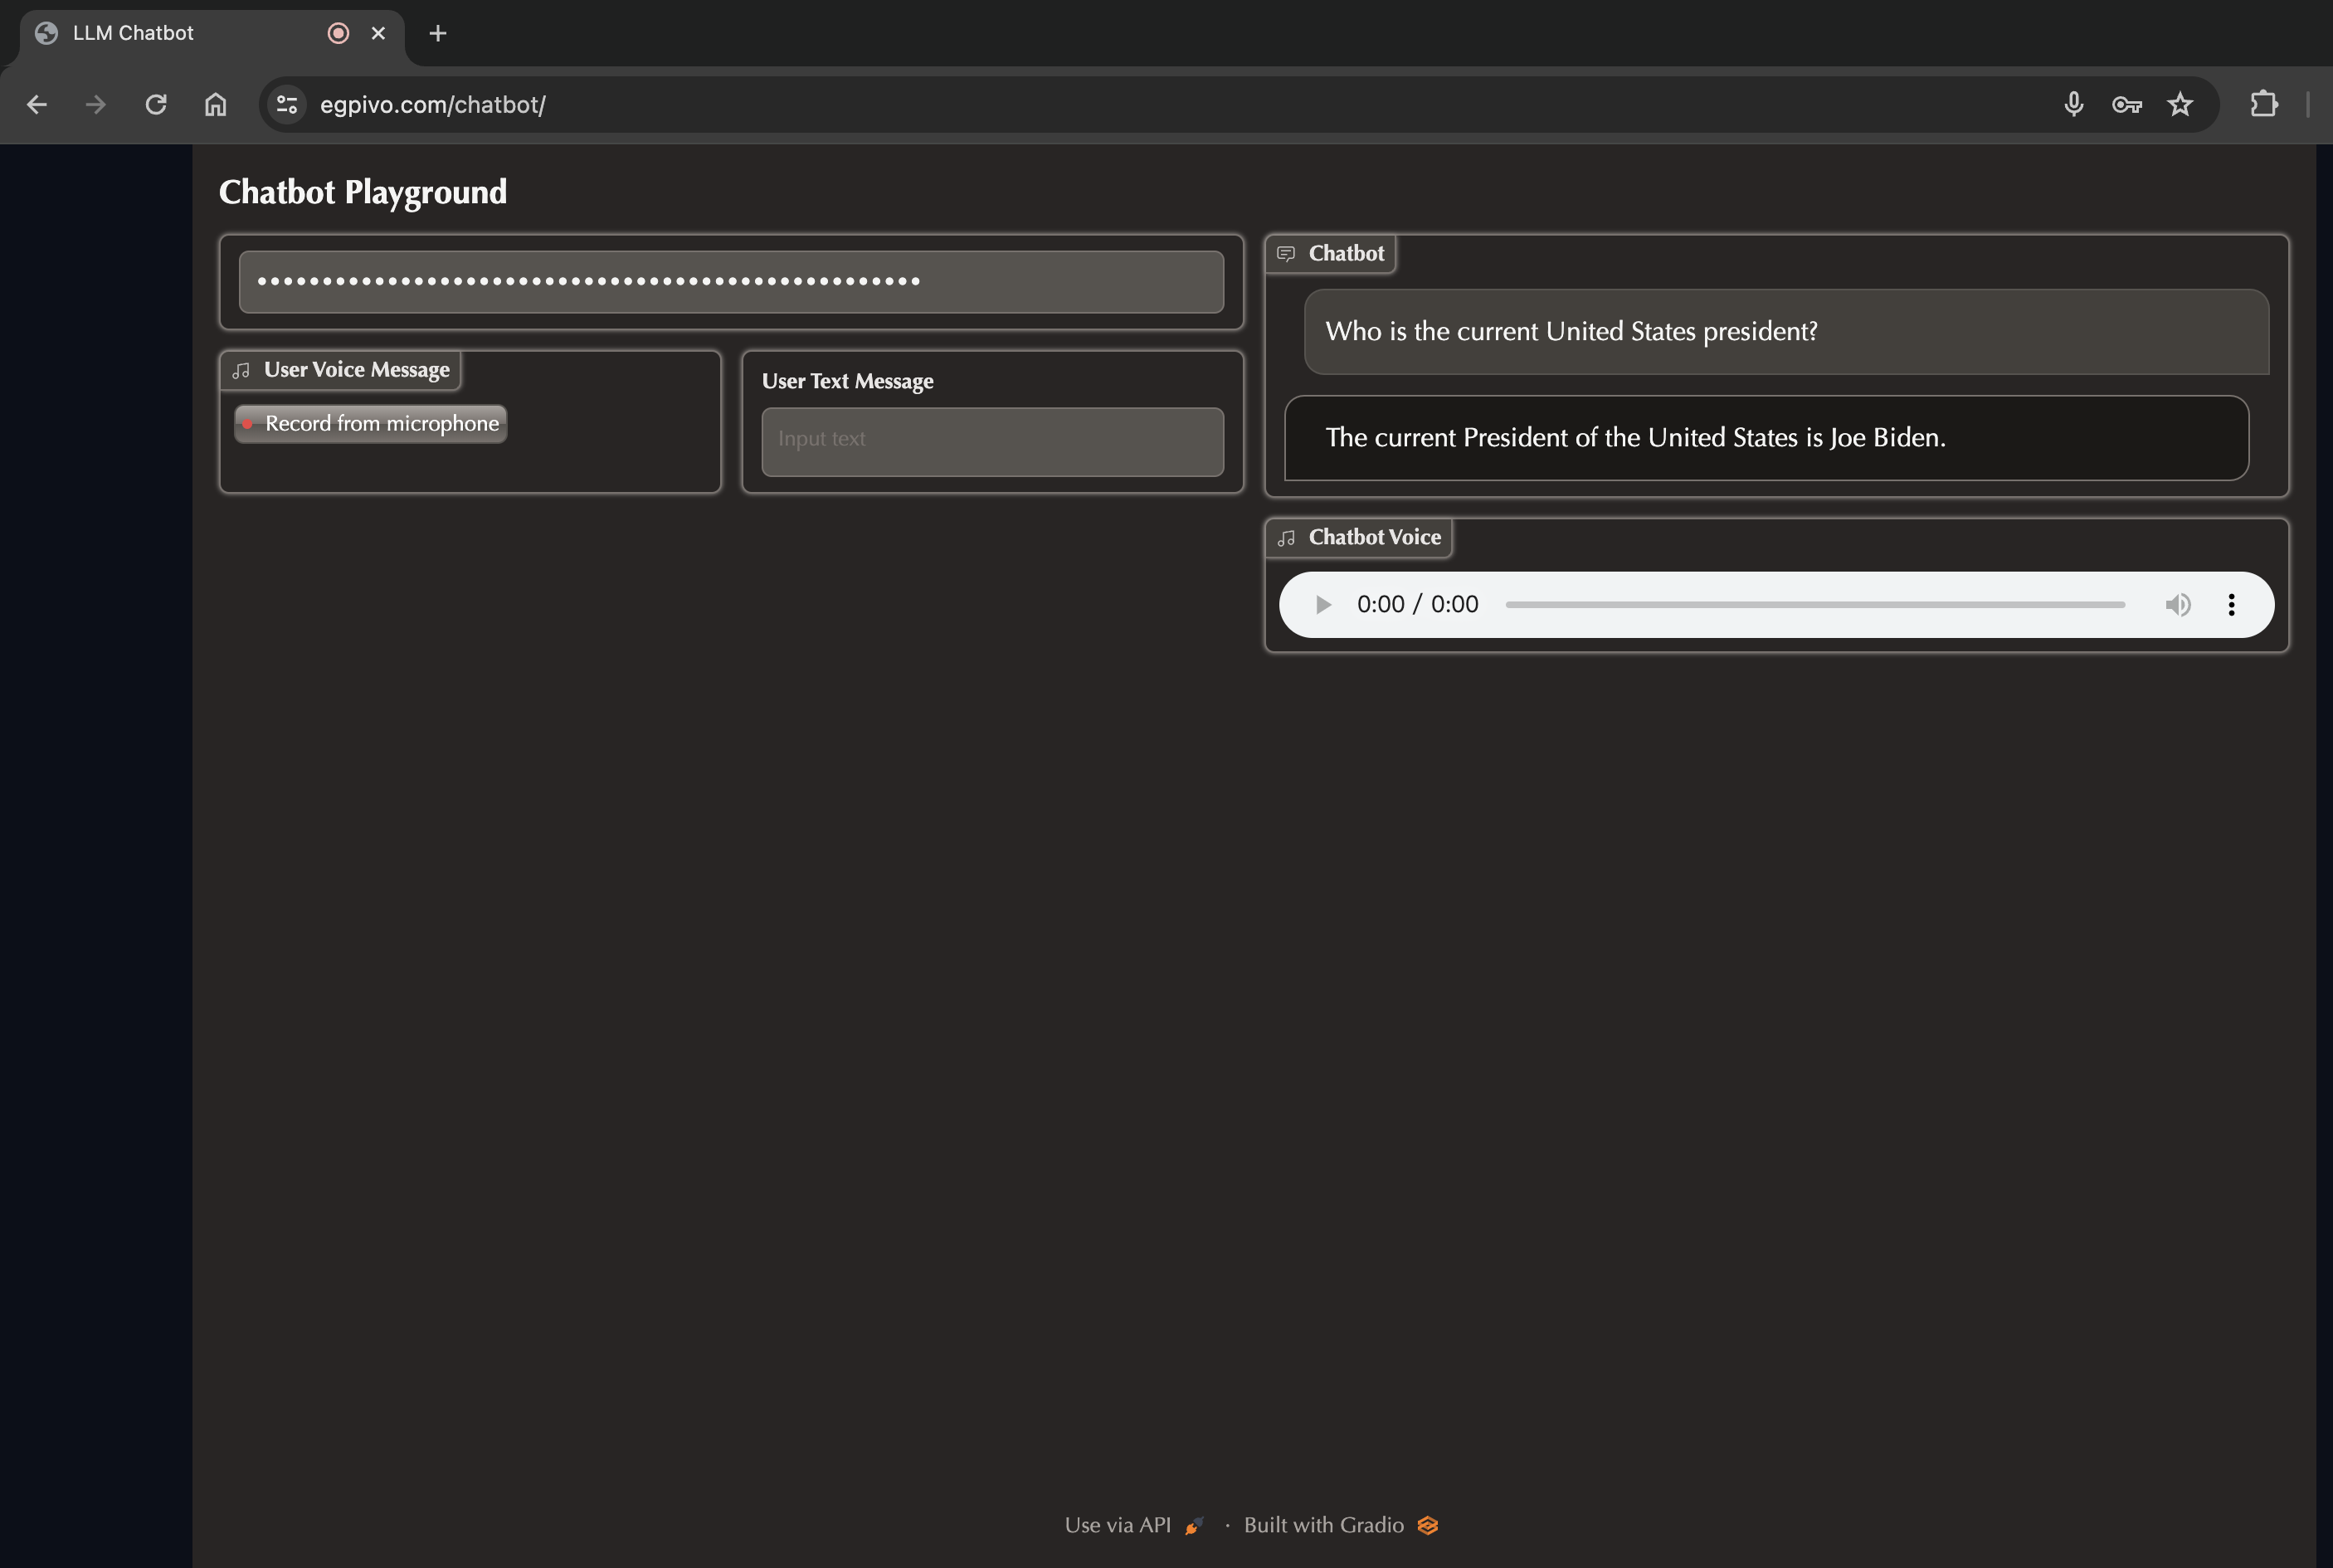 LLM Chatbot
egpivo.com/chatbot/
Chatbot Playground
••••••••••••••••••••••••••••••••••••••••••••••••••• 
User Voice Message
Record from microphone
User Text Message
Input text
Chatbot
Who is the current United States president?
The current President of the United States is Joe Biden.
Chatbot Voice
0:00 / 0:00
Use via API · Built with Gradio